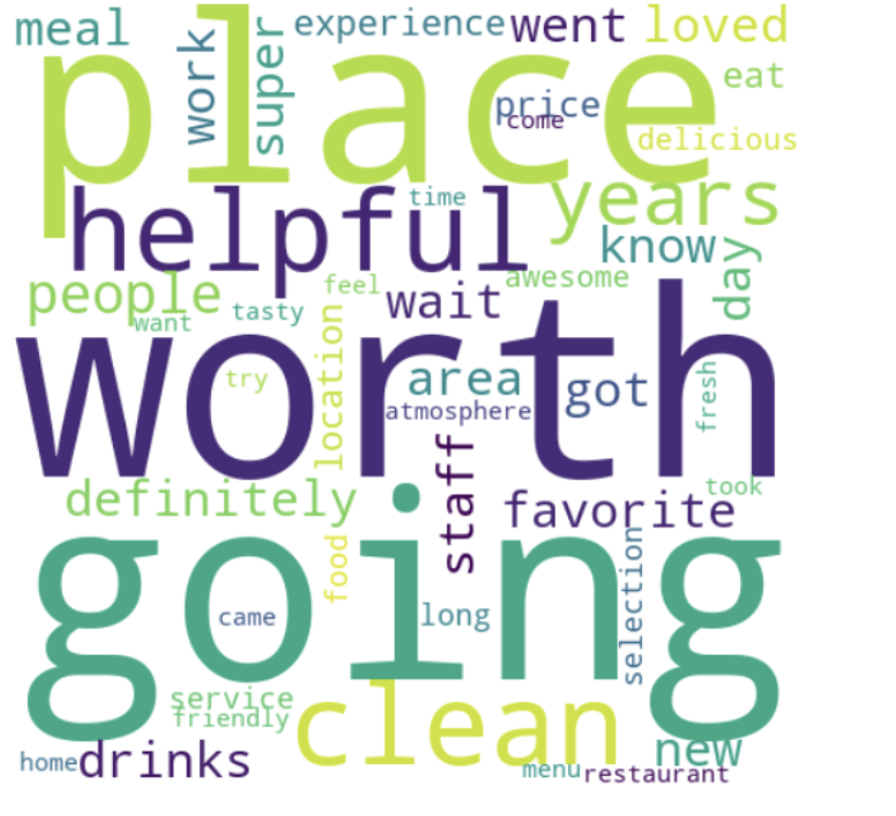 meal
work
super
experience
went
loved
place
eat
price
come
delicious
helpful
time
years
know
day
people
want
tasty
feel
wait
awesome
worth
try
location
area
atmosphere
got
fresh
definitely
staff
favorite
took
going
food
came
long
selection
service
friendly
clean
new
home
drinks
menu
restaurant